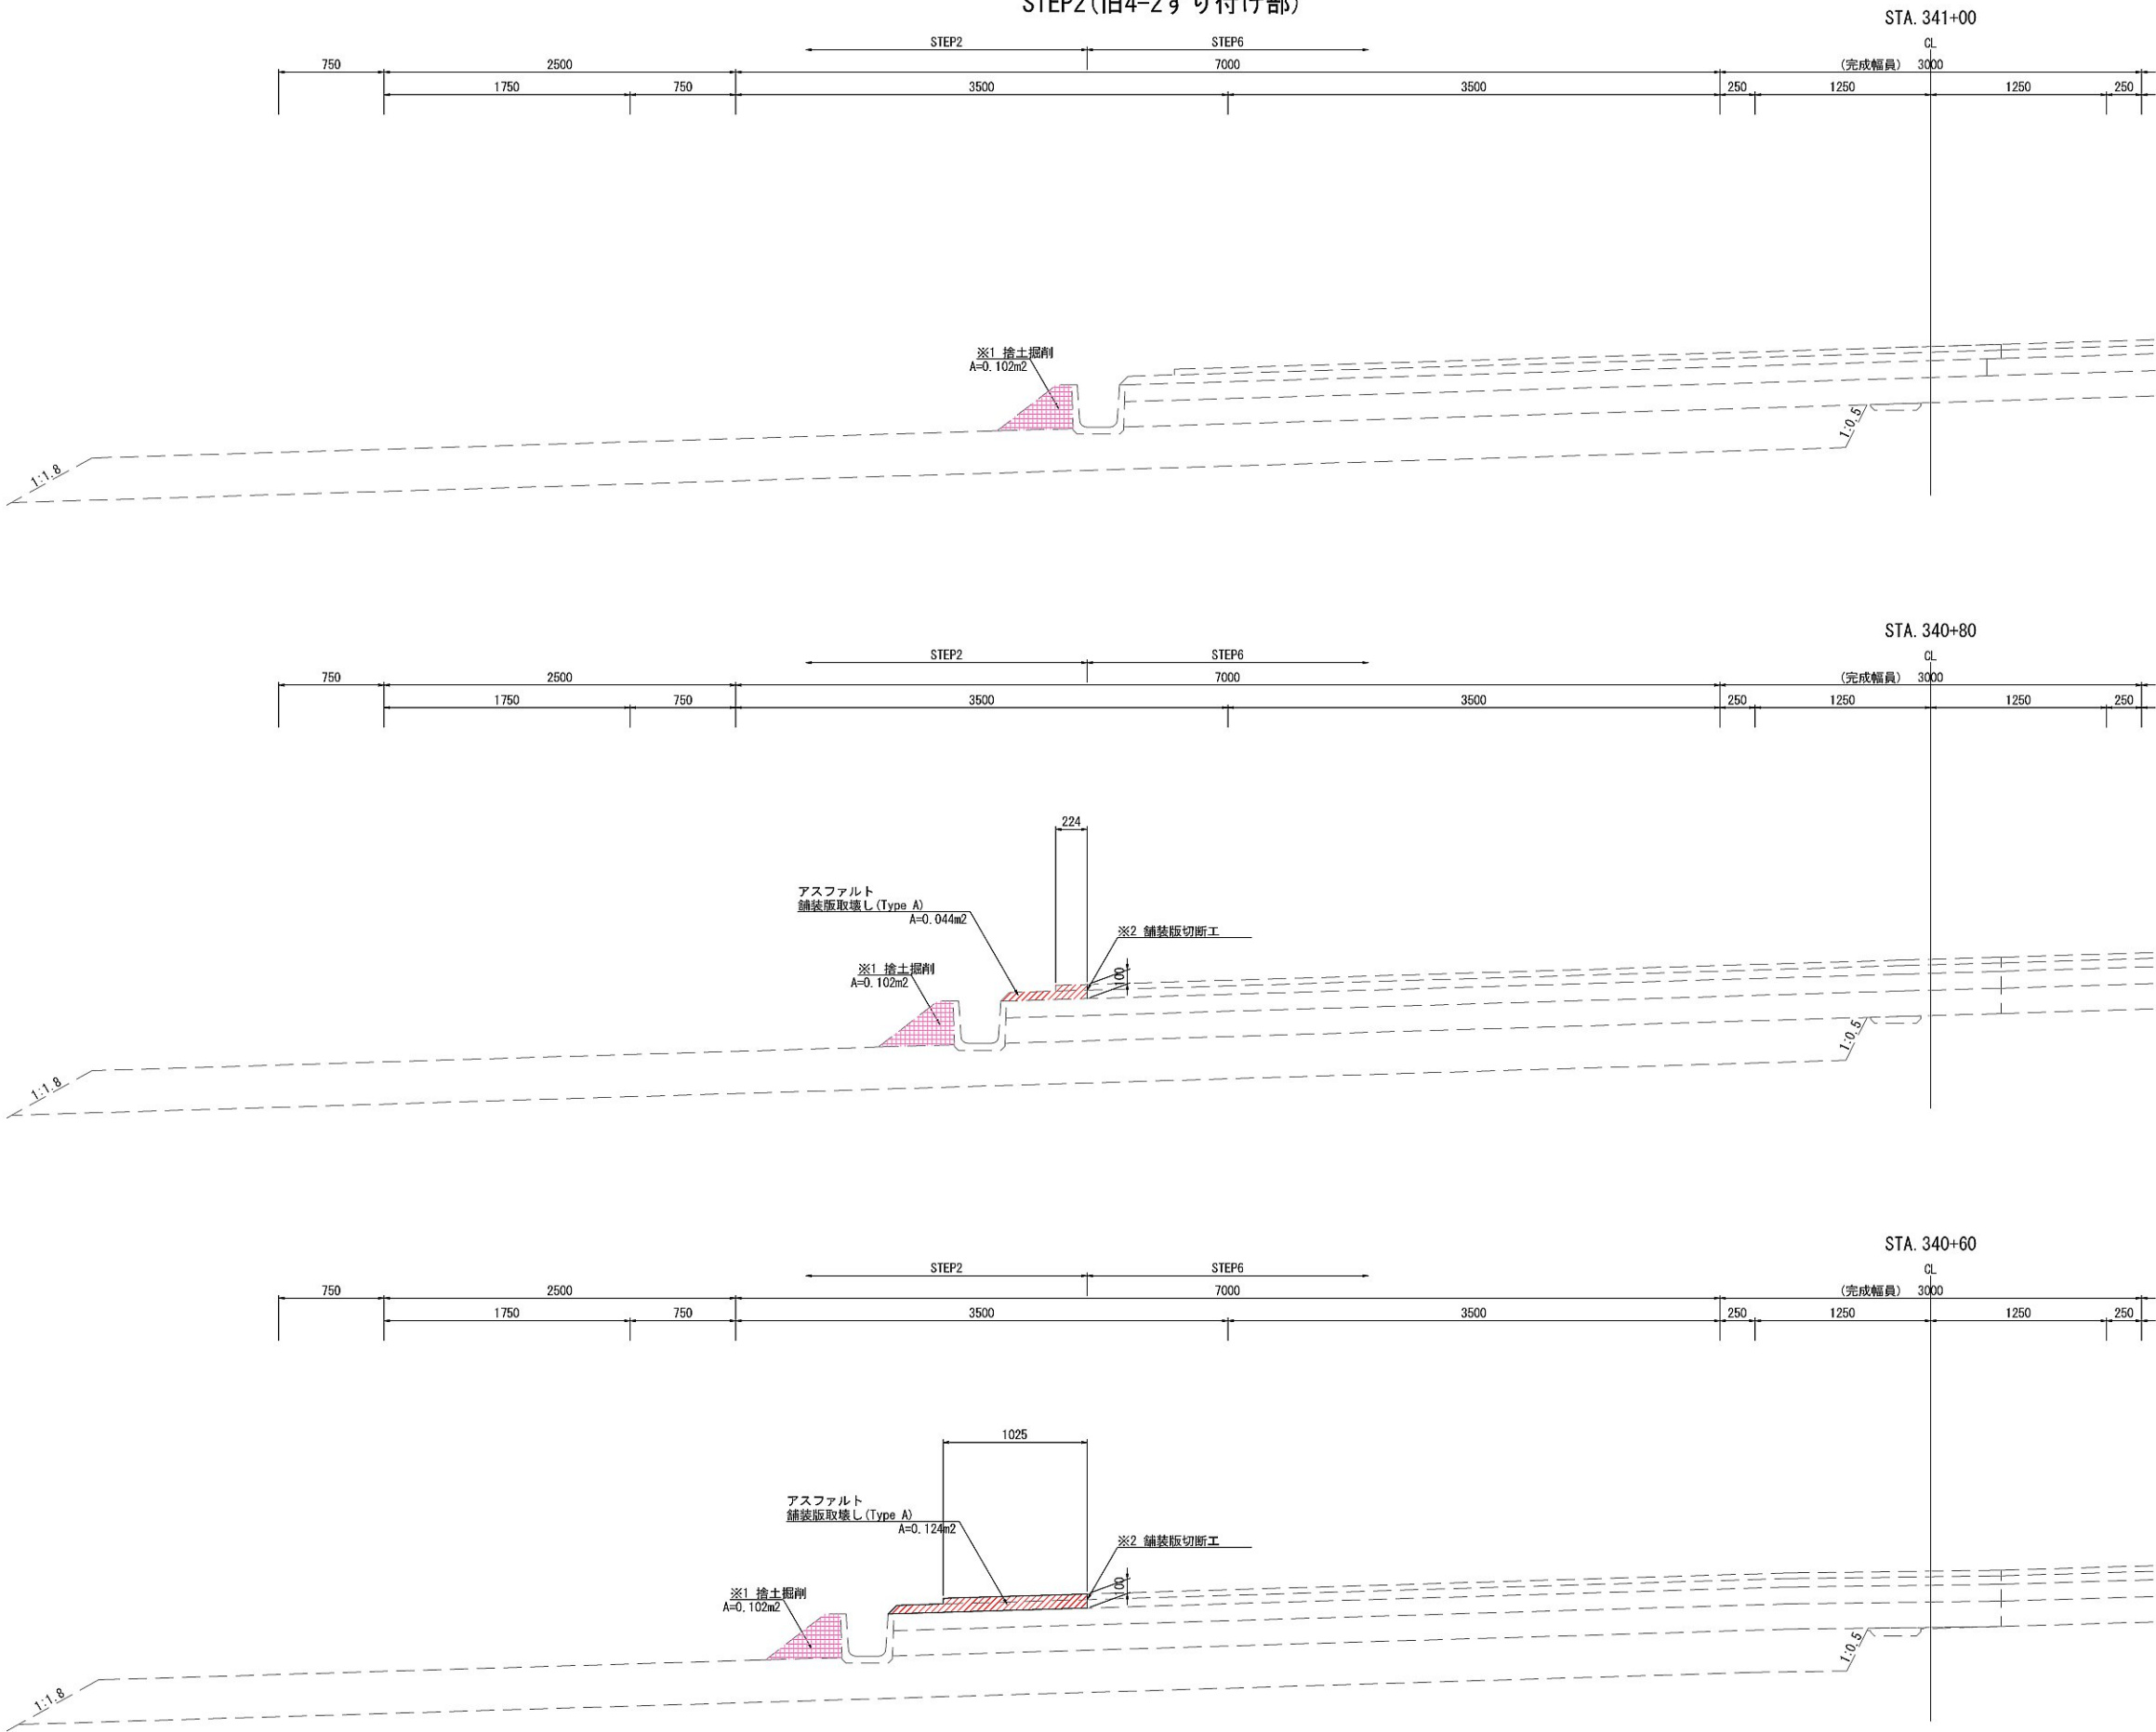 STEP2(旧4-2すり付け部)
STA. 341+00
CL
STEP2 STEP6
750 2500 7000 (完成幅員) 3000
1750 750 3500 3500 250 1250 1250 250
※1 捨土掘削
A=0.102m2
1:1.8
1:0.5
STA. 340+80
CL
STEP2 STEP6
750 2500 7000 (完成幅員) 3000
1750 750 3500 3500 250 1250 1250 250
224
アスファルト
舗装版取壊し(Type A)
A=0.044m2
※2 舗装版切断工
※1 捨土掘削
A=0.102m2
100
1:1.8
1:0.5
STA. 340+60
CL
STEP2 STEP6
750 2500 7000 (完成幅員) 3000
1750 750 3500 3500 250 1250 1250 250
1025
アスファルト
舗装版取壊し(Type A)
A=0.124m2
※2 舗装版切断工
※1 捨土掘削
A=0.102m2
100
1:1.8
1:0.5